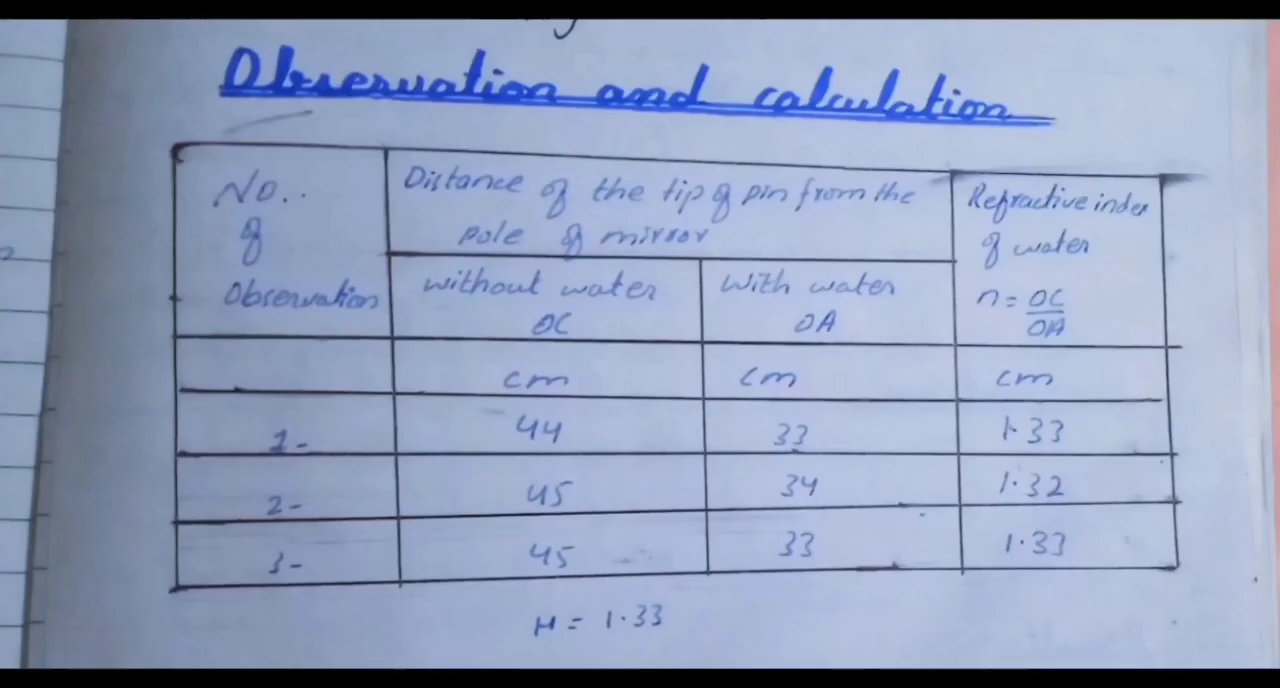 Observation and calculation
No.. of Observation
Distance of the tip of pin from the pole of mirror
Refractive index of water n = OC/OA
without water OC
With water OA
cm cm cm
1- 44 33 1.33
2- 45 34 1.32
3- 45 33 1.33
μ = 1.33